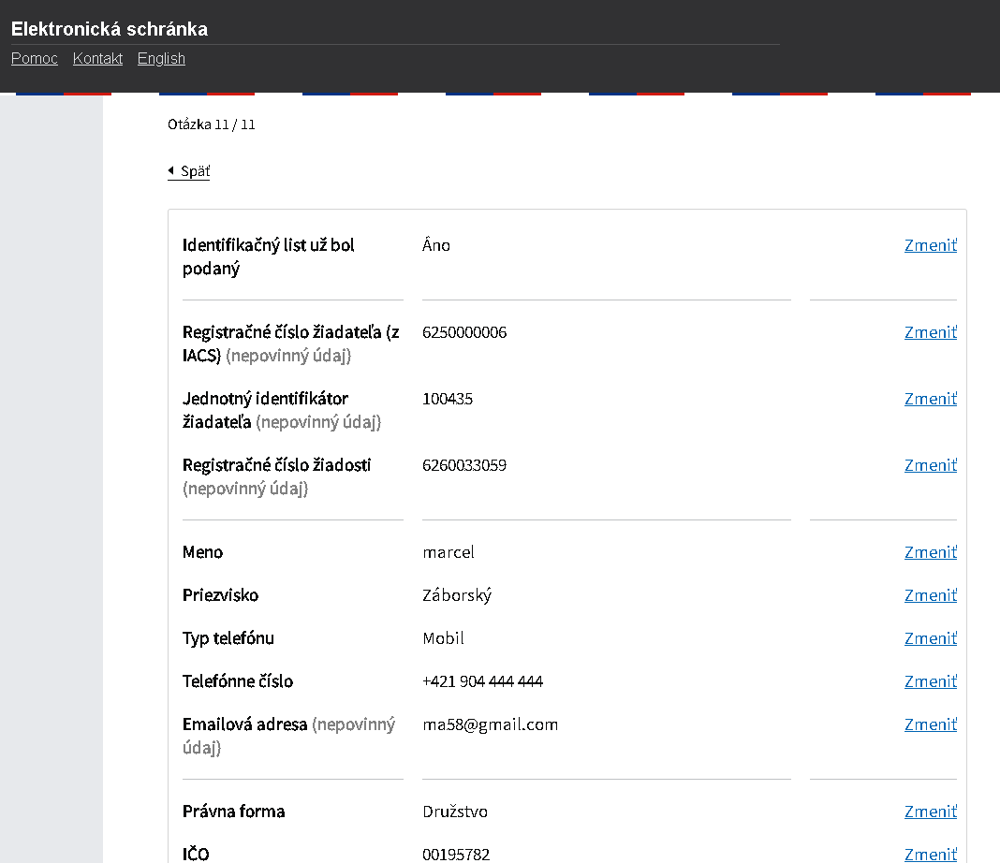 Elektronická schránka
Pomoc Kontakt English
Otázka 11 / 11
Späť
Identifikačný list už bol podaný Áno Zmeniť
Registračné číslo žiadateľa (z IACS) (nepovinný údaj) 6250000006 Zmeniť
Jednotný identifikátor žiadateľa (nepovinný údaj) 100435 Zmeniť
Registračné číslo žiadosti (nepovinný údaj) 6260033059 Zmeniť
Meno marcel Zmeniť
Priezvisko Záborský Zmeniť
Typ telefónu Mobil Zmeniť
Telefónne číslo +421 904 444 444 Zmeniť
Emailová adresa (nepovinný údaj) ma58@gmail.com Zmeniť
Právna forma Družstvo Zmeniť
IČO 00195782 Zmeniť